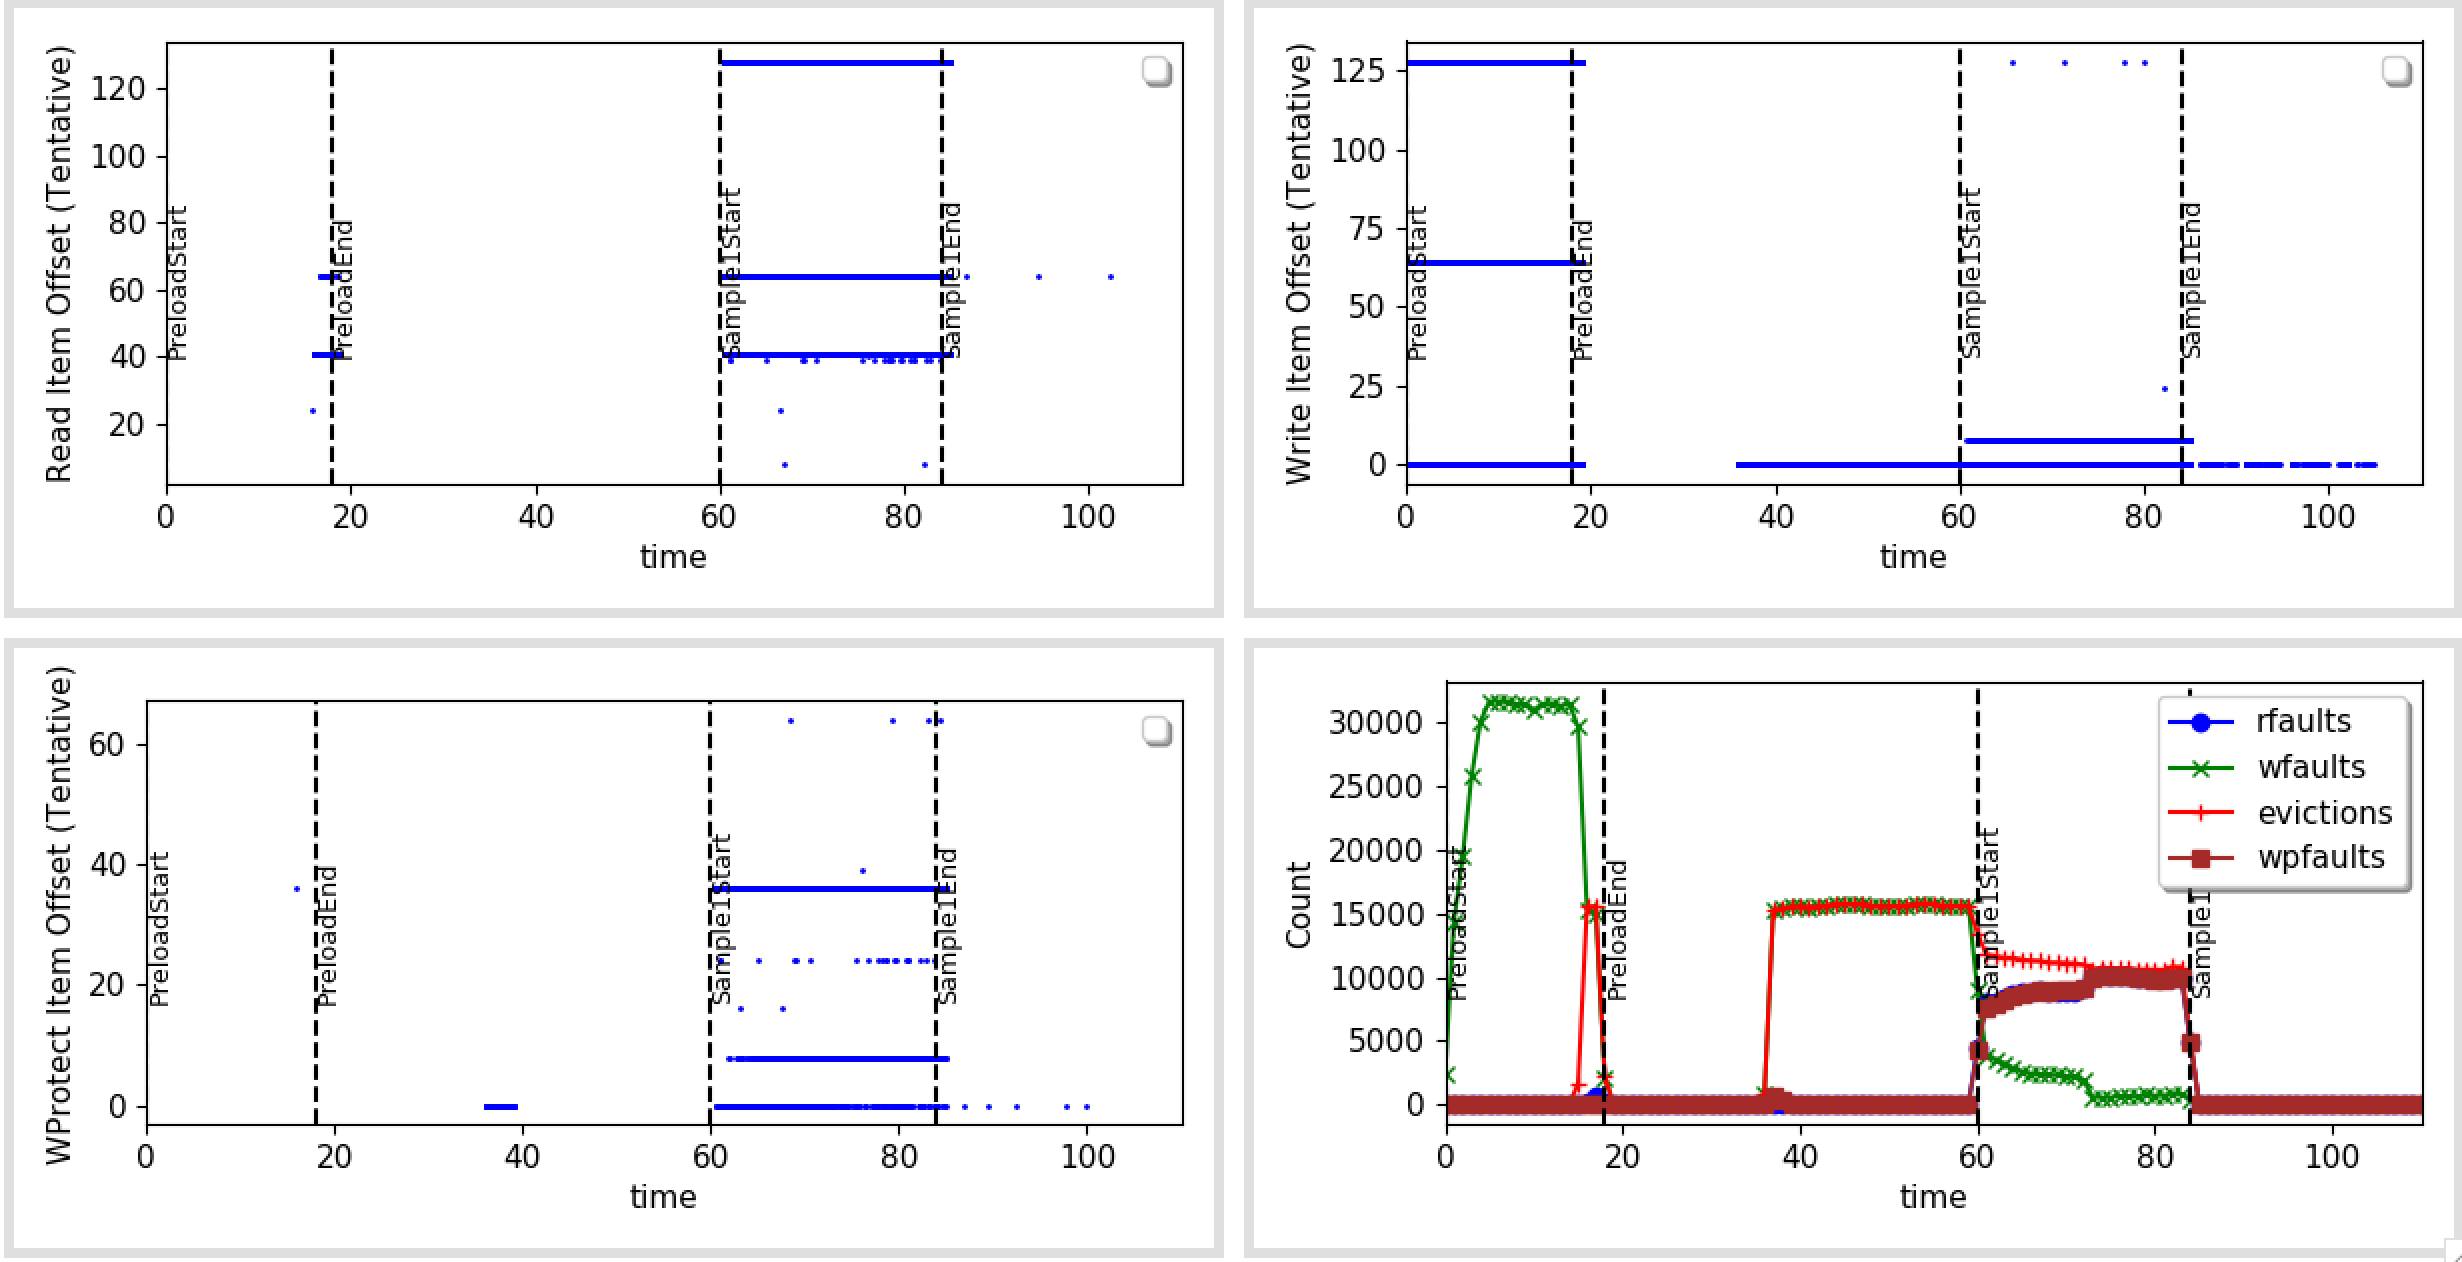 Read Item Offset (Tentative)
120
100
80
60
40
20
PreloadStart
PreloadEnd
Sample1Start
Sample1End
0
20
40
60
80
100
time
Write Item Offset (Tentative)
125
100
75
50
25
0
PreloadStart
PreloadEnd
Sample1Start
Sample1End
0
20
40
60
80
100
time
WProtect Item Offset (Tentative)
60
40
20
0
PreloadStart
PreloadEnd
Sample1Start
Sample1End
0
20
40
60
80
100
time
Count
30000
25000
20000
15000
10000
5000
0
PreloadStart
PreloadEnd
Sample1Start
Sample1
rfaults
wfaults
evictions
wpfaults
0
20
40
60
80
100
time